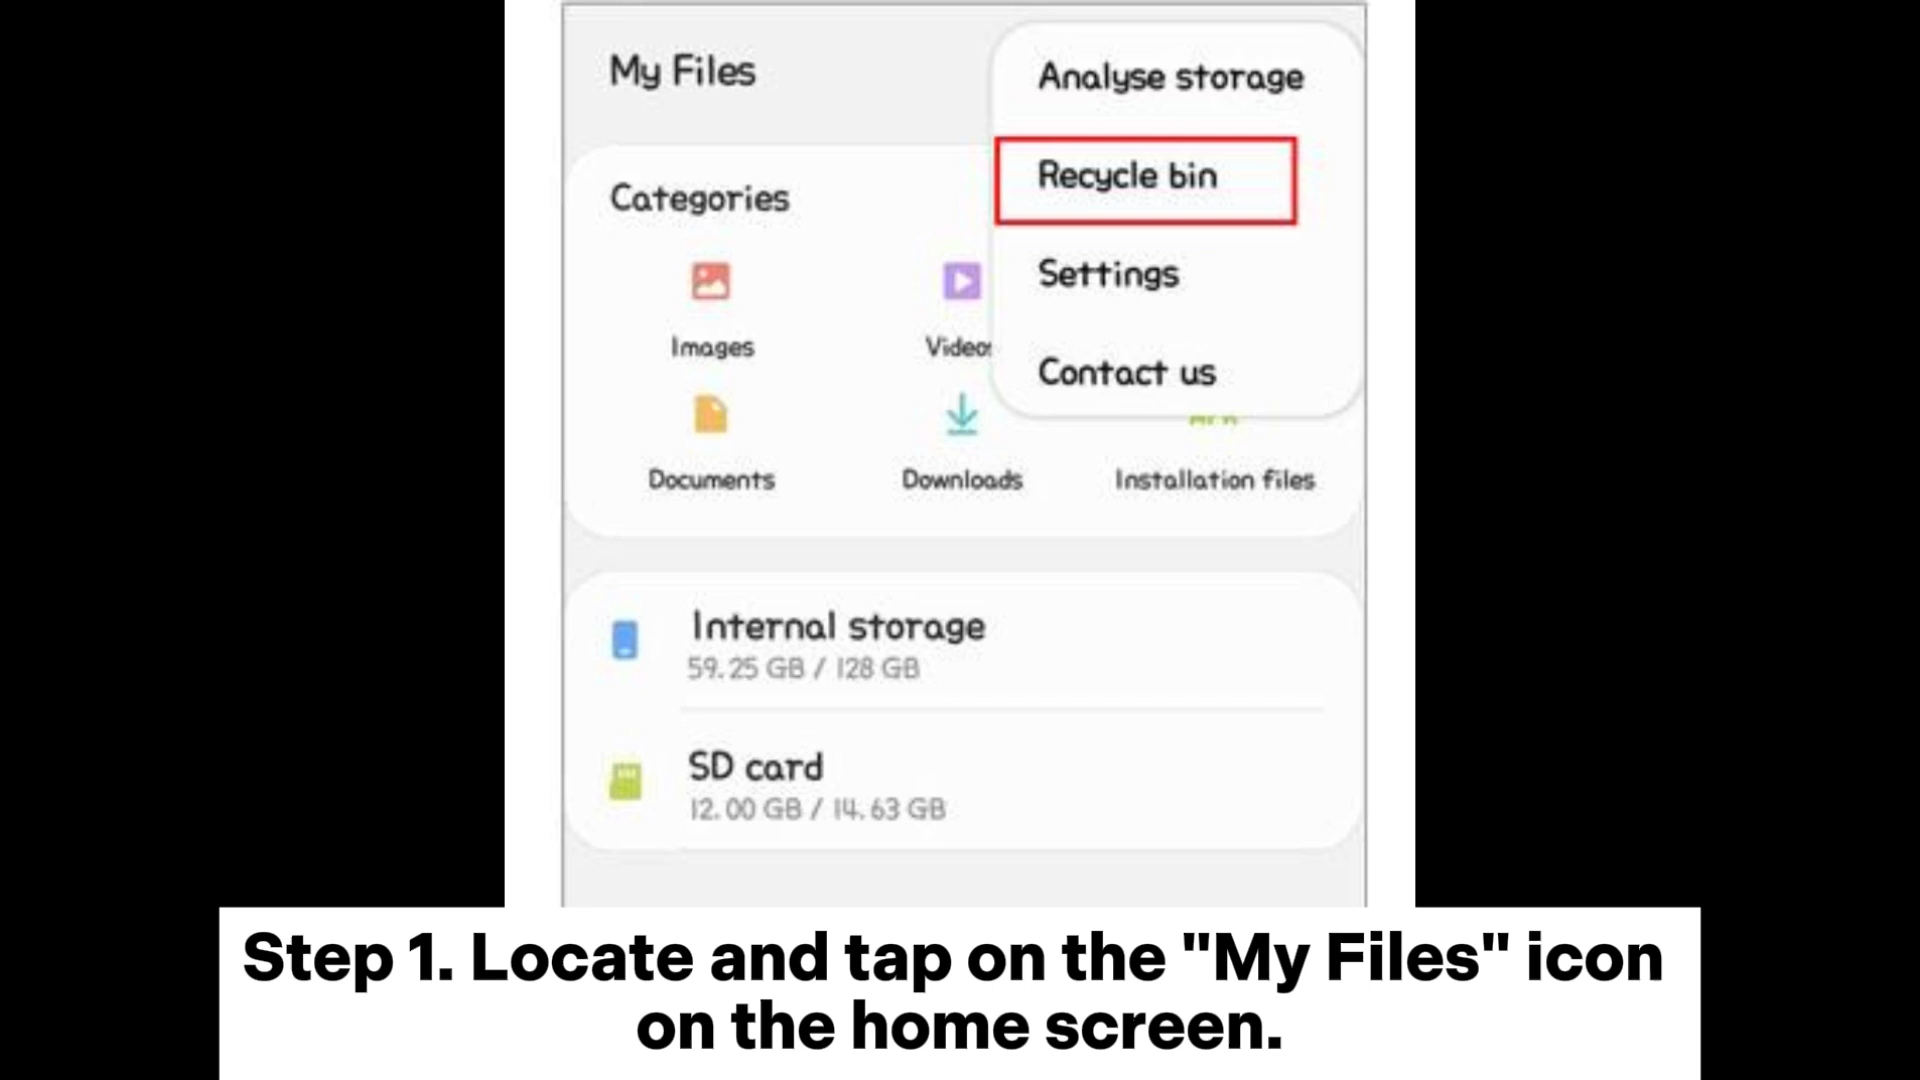 My Files
Analyse storage
Recycle bin
Settings
Contact us
Categories
Images
Documents
Downloads
Installation files
Internal storage
59.25 GB / 128 GB
SD card
12.00 GB / 14.63 GB
Step 1. Locate and tap on the "My Files" icon
on the home screen.